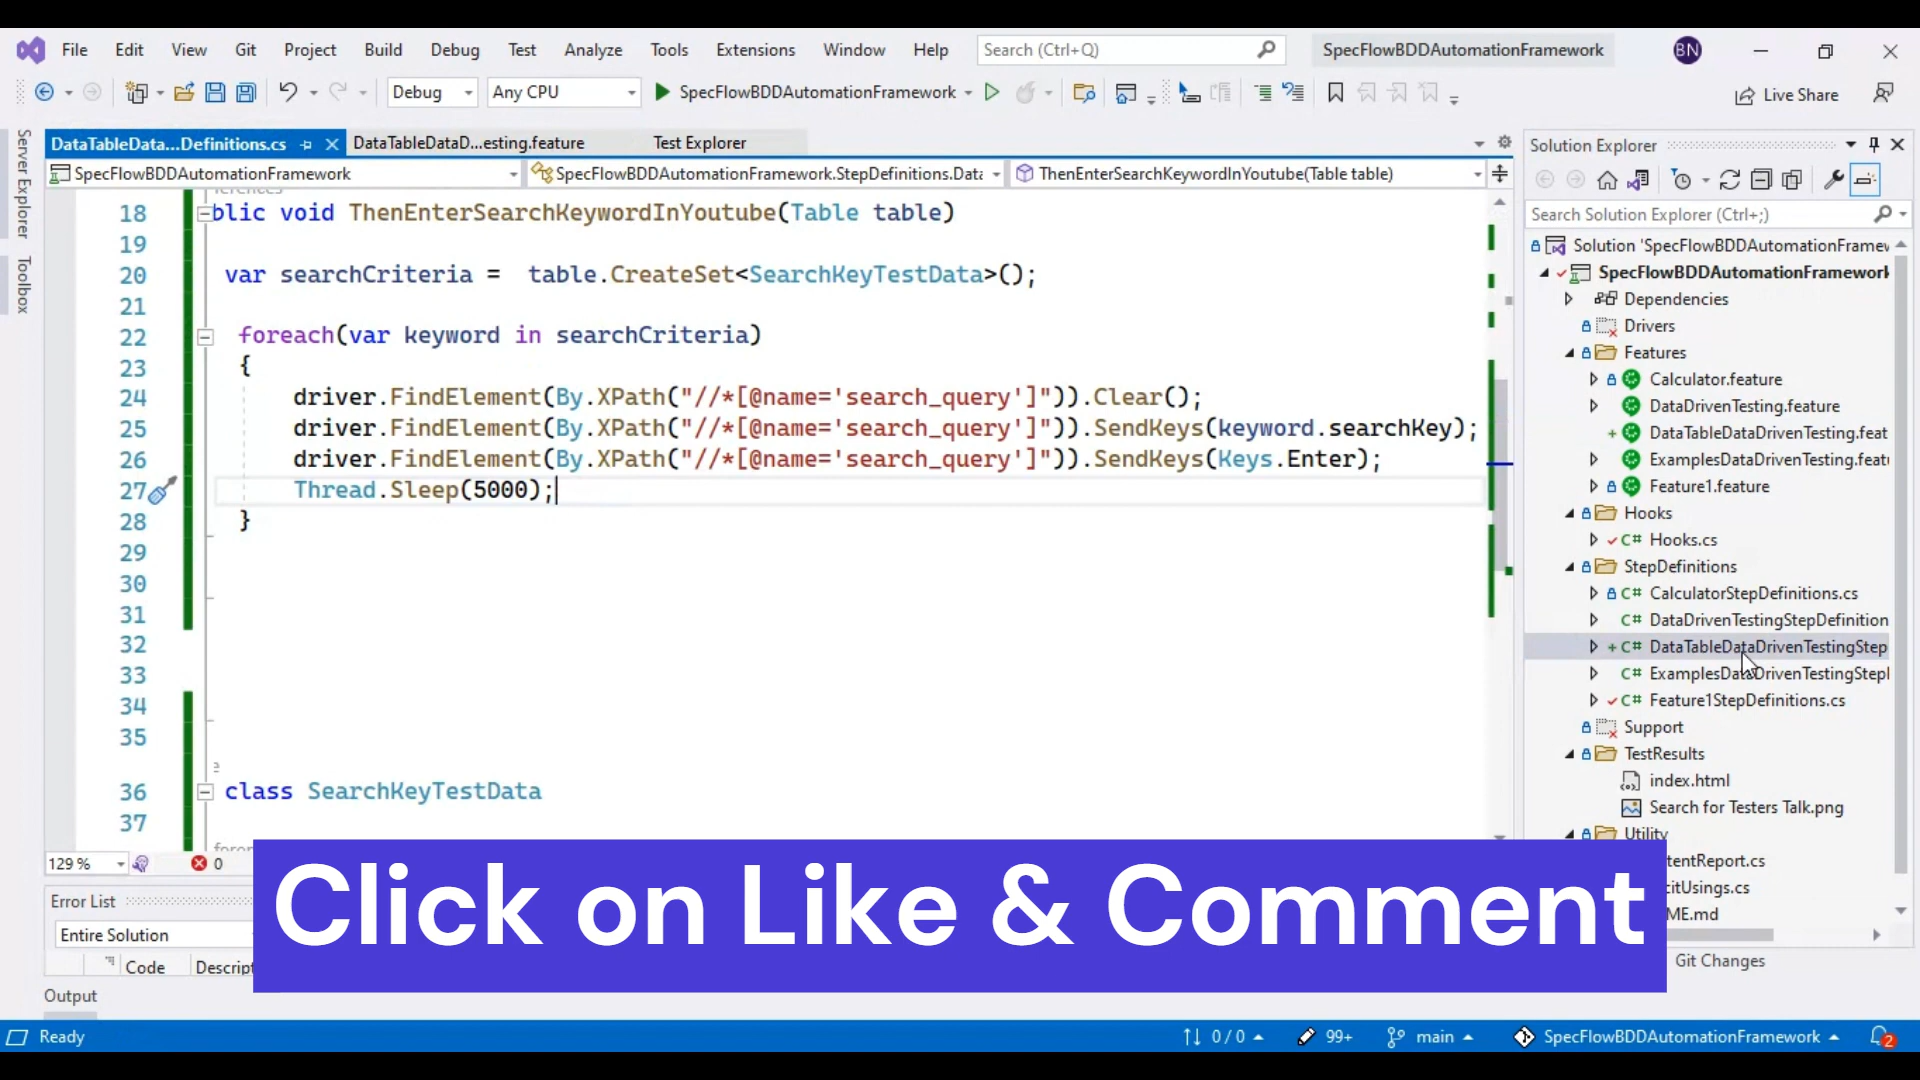 File Edit View Git Project Build Debug Test Analyze Tools Extensions Window Help Search (Ctrl+Q) SpecFlowBDDAutomationFramework BN
Debug Any CPU SpecFlowBDDAutomationFramework Live Share
Server Explorer
Toolbox
DataTableData...Definitions.cs DataTableDataD...esting.feature Test Explorer
SpecFlowBDDAutomationFramework SpecFlowBDDAutomationFramework.StepDefinitions.Data ThenEnterSearchKeywordInYoutube(Table table)
18 blic void ThenEnterSearchKeywordInYoutube(Table table)
19
20 var searchCriteria = table.CreateSet<SearchKeyTestData>();
21
22 foreach(var keyword in searchCriteria)
23 {
24 driver.FindElement(By.XPath("//*[@name='search_query']")).Clear();
25 driver.FindElement(By.XPath("//*[@name='search_query']")).SendKeys(keyword.searchKey);
26 driver.FindElement(By.XPath("//*[@name='search_query']")).SendKeys(Keys.Enter);
27 Thread.Sleep(5000);
28 }
29
30
31
32
33
34
35
36 class SearchKeyTestData
37
129 % 0
Error List
Entire Solution
Code Descript
Output
Solution Explorer
Search Solution Explorer (Ctrl+;)
Solution 'SpecFlowBDDAutomationFramew
SpecFlowBDDAutomationFramework
Dependencies
Drivers
Features
Calculator.feature
DataDrivenTesting.feature
DataTableDataDrivenTesting.feat
ExamplesDataDrivenTesting.featu
Feature1.feature
Hooks
C# Hooks.cs
StepDefinitions
C# CalculatorStepDefinitions.cs
C# DataDrivenTestingStepDefinition
C# DataTableDataDrivenTestingStep
C# ExamplesDataDrivenTestingStepl
C# Feature1StepDefinitions.cs
Support
TestResults
index.html
Search for Testers Talk.png
Utility
tentReport.cs
citUsings.cs
ME.md
Git Changes
Click on Like & Comment
Ready 0 / 0 99+ main SpecFlowBDDAutomationFramework 2